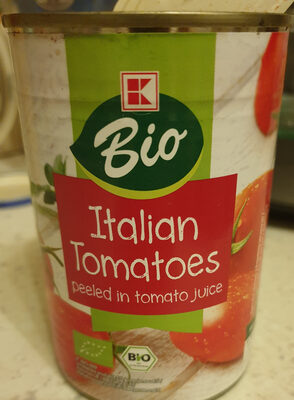 K
Bio
Italian
Tomatoes
peeled in tomato juice
BIO